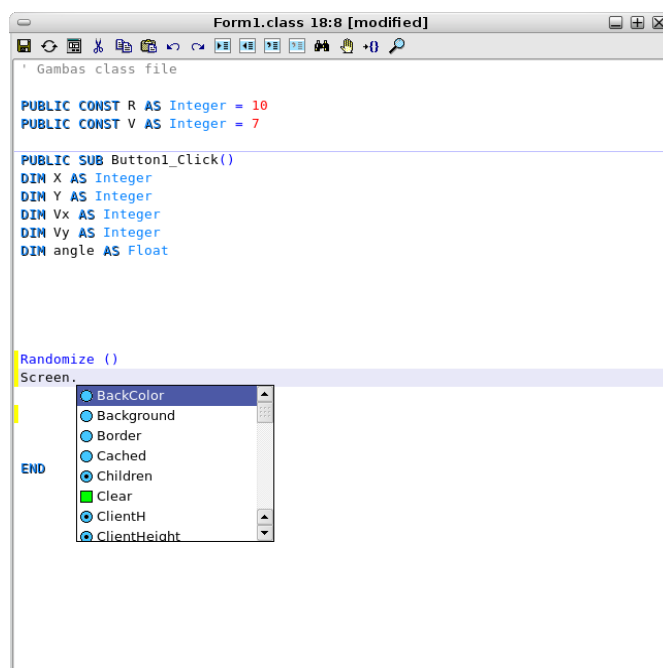 Form1.class 18:8 [modified]
' Gambas class file
PUBLIC CONST R AS Integer = 10
PUBLIC CONST V AS Integer = 7
PUBLIC SUB Button1_Click()
DIM X AS Integer
DIM Y AS Integer
DIM Vx AS Integer
DIM Vy AS Integer
DIM angle AS Float
Randomize ()
Screen.
BackColor
Background
Border
Cached
Children
Clear
ClientH
ClientHeight
END